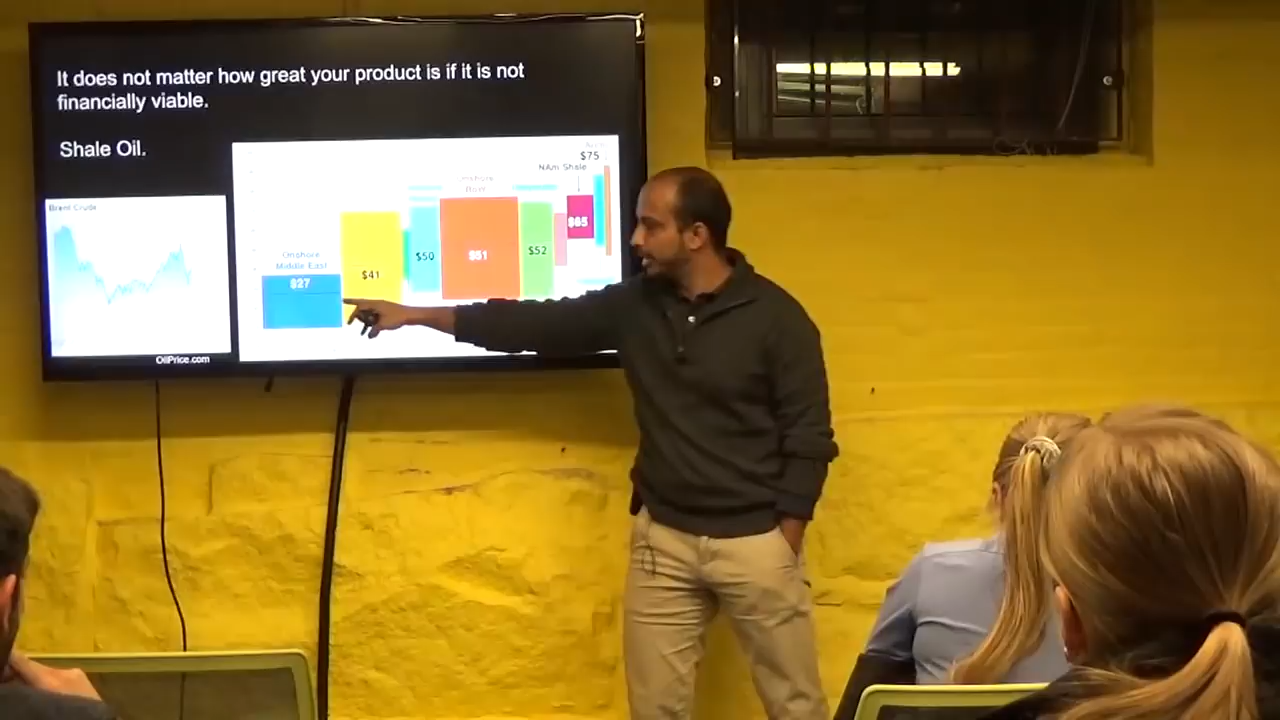 It does not matter how great your product is if it is not
financially viable.
Shale Oil.
Brent Crude
OilPrice.com
Onshore
Middle East
$27
$41
$50
Onshore
$51
$52
NAm Shale
$65
$75